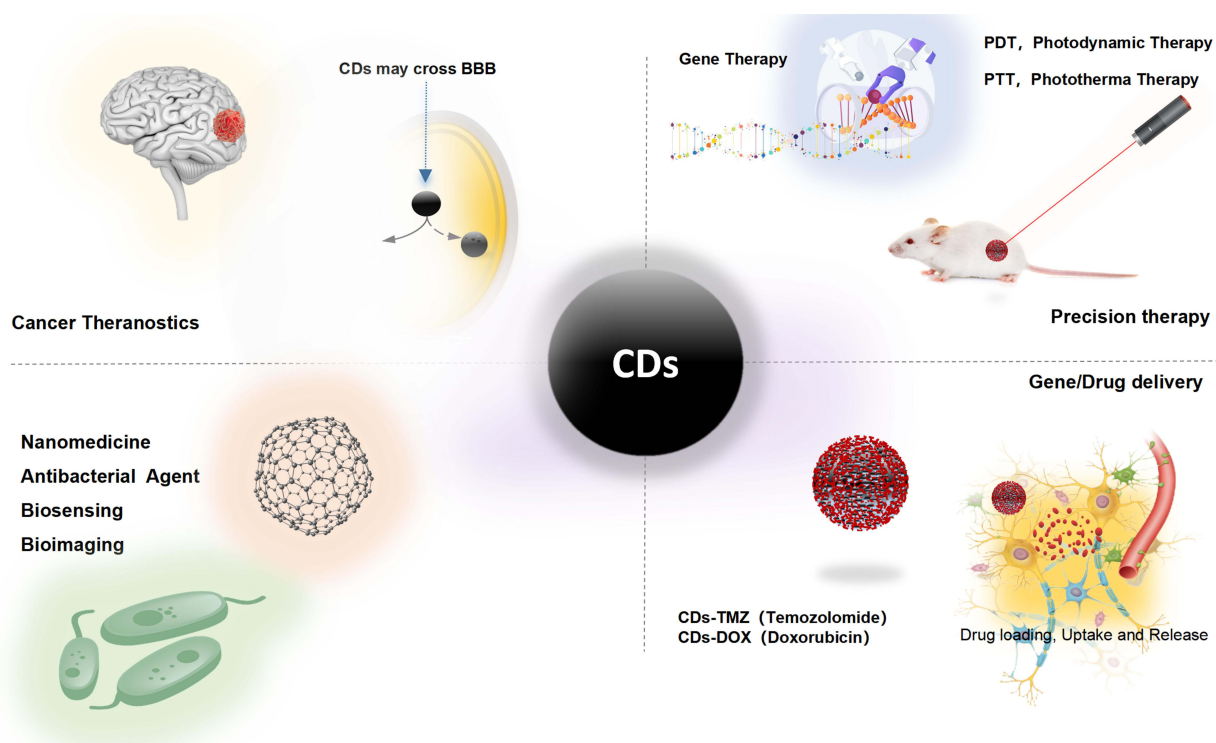 CDs may cross BBB
Cancer Theranostics
Gene Therapy
PDT，Photodynamic Therapy
PTT，Phototherma Therapy
Precision therapy
CDs
Nanomedicine
Antibacterial Agent
Biosensing
Bioimaging
Gene/Drug delivery
CDs-TMZ（Temozolomide）
CDs-DOX（Doxorubicin）
Drug loading, Uptake and Release